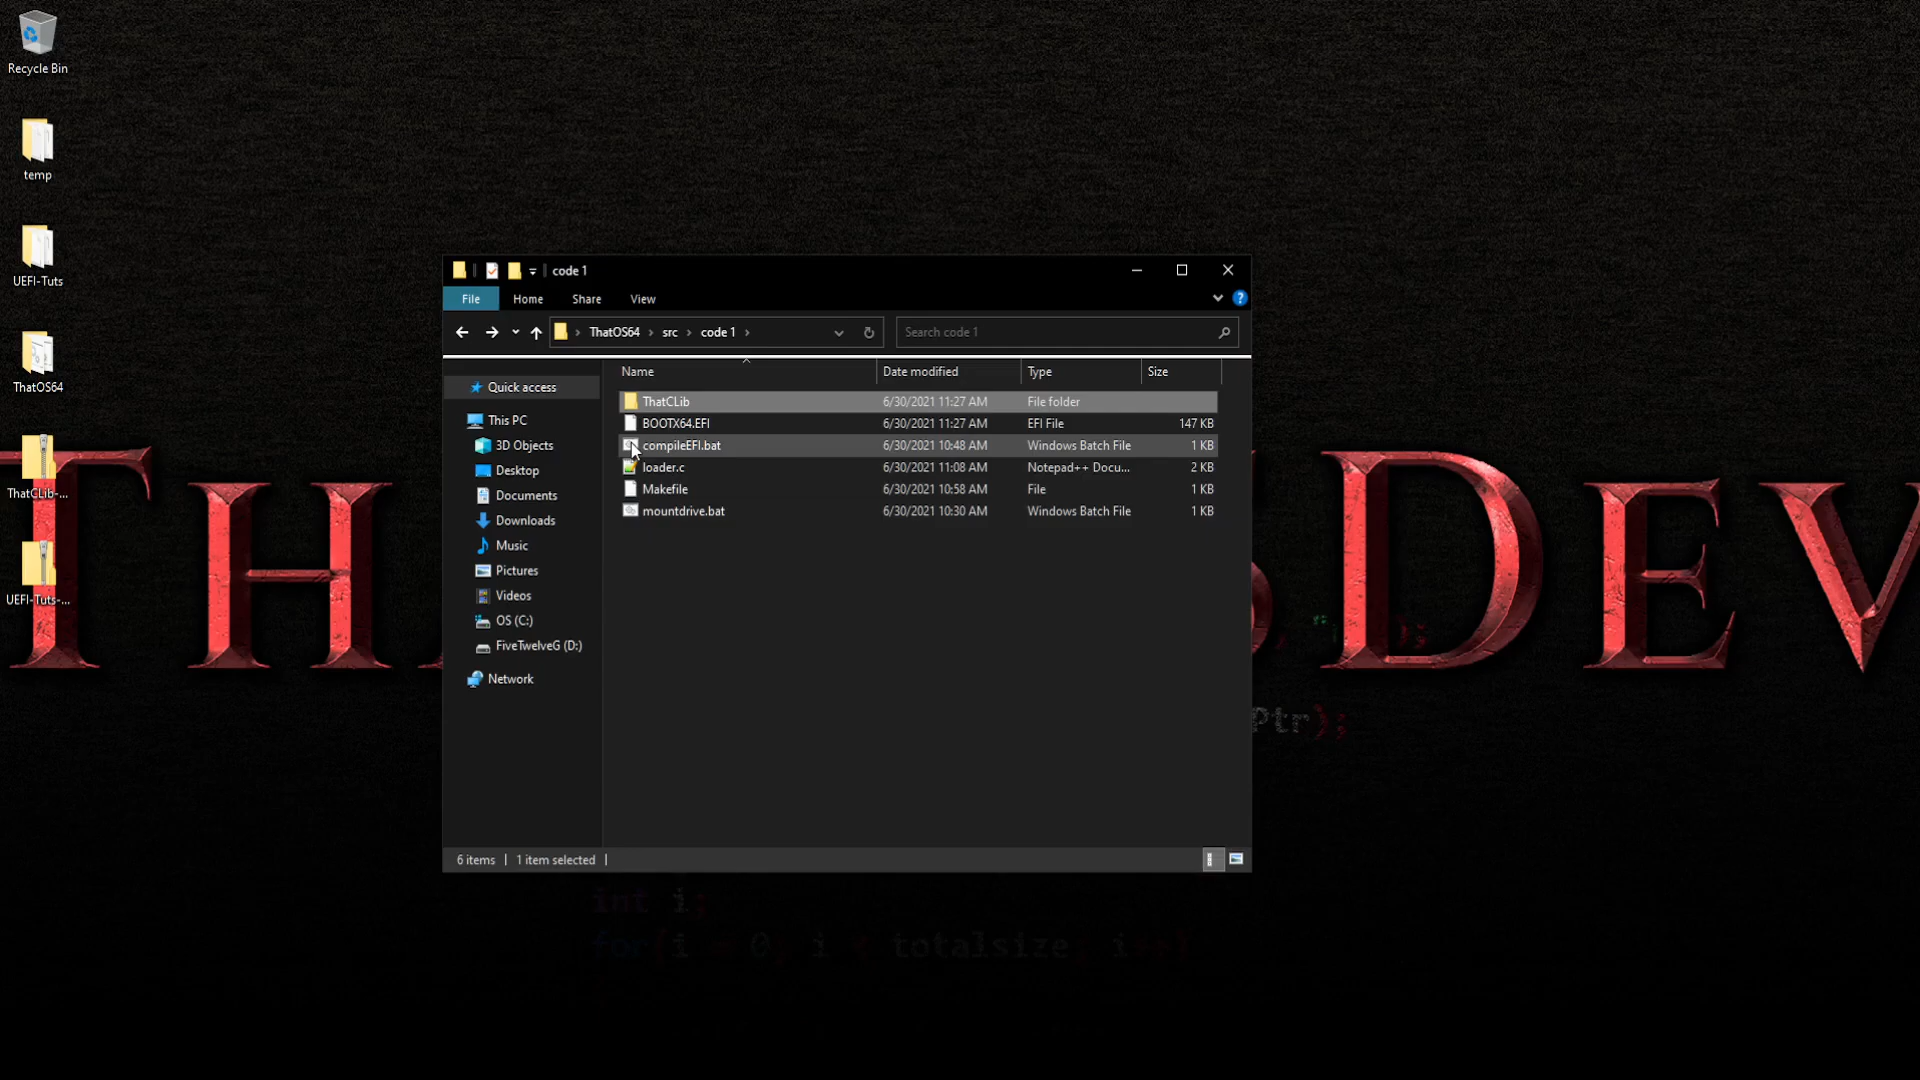 Recycle Bin
temp
UEFI-Tuts
ThatOS64
ThatCLib-...
UEFI-Tuts-...
code 1
File Home Share View
ThatOS64 src code 1
Search code 1
Name Date modified Type Size
ThatCLib 6/30/2021 11:27 AM File folder
BOOTX64.EFI 6/30/2021 11:27 AM EFI File 147 KB
compileEFI.bat 6/30/2021 10:48 AM Windows Batch File 1 KB
loader.c 6/30/2021 11:08 AM Notepad++ Docu... 2 KB
Makefile 6/30/2021 10:58 AM File 1 KB
mountdrive.bat 6/30/2021 10:30 AM Windows Batch File 1 KB
Quick access
This PC
3D Objects
Desktop
Documents
Downloads
Music
Pictures
Videos
OS (C:)
FiveTwelveG (D:)
Network
6 items 1 item selected
TH
DEV
Ptr);
int i;
for(i = 0; i < totalsize; i++)